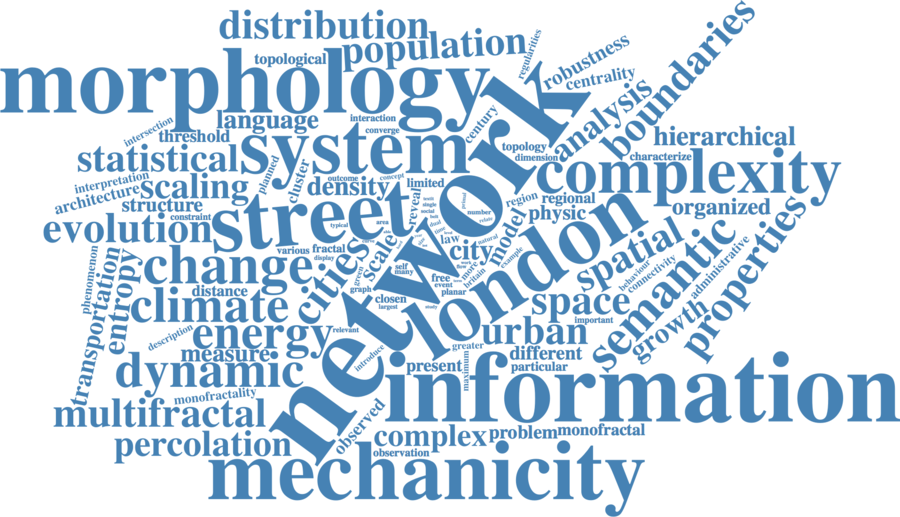 distribution
population
topological
regularities
robustness
centrality
boundaries
morphology
network
analysis
century
interaction
converge
language
intersection
threshold
system
topology
dimension
hierarchical
characterize
complexity
statistical
planned
cluster
outcome
concept
interpretation
scaling
density
limited
architecture
structure
constraint
street
reveal
region
regional
physic
organized
evolution
typical
area
number
model
london
spatial
semantic
properties
various
fractal
display
law
city
natural
example
behaviour
connectivity
administrative
phenomenon
transportation
entropy
change
cities
scale
self
many
more
britain
free
event
planar
graph
green
climate
distance
closen
largest
space
important
growth
description
energy
relevant
urban
measure
introduce
greater
different
particular
dynamic
present
maximum
information
monofractality
multifractal
observed
percolation
complex
problem
monofractal
observation
mechanicity